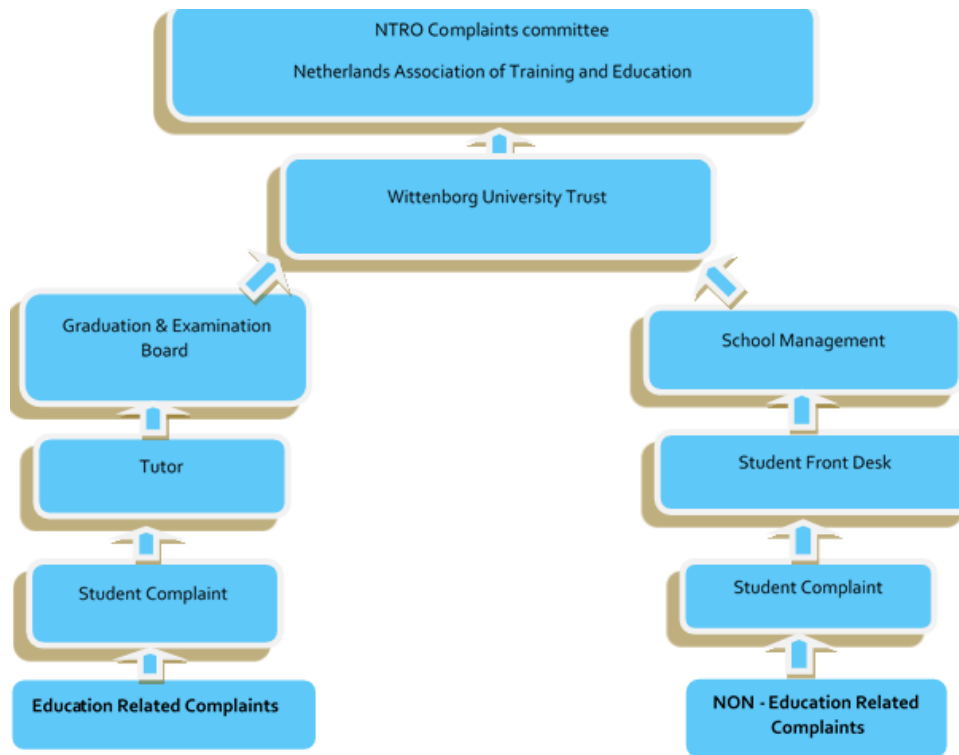 NTRO Complaints committee
Netherlands Association of Training and Education
Wittenborg University Trust
Graduation & Examination
Board
School Management
Tutor
Student Front Desk
Student Complaint
Student Complaint
Education Related Complaints
NON - Education Related
Complaints